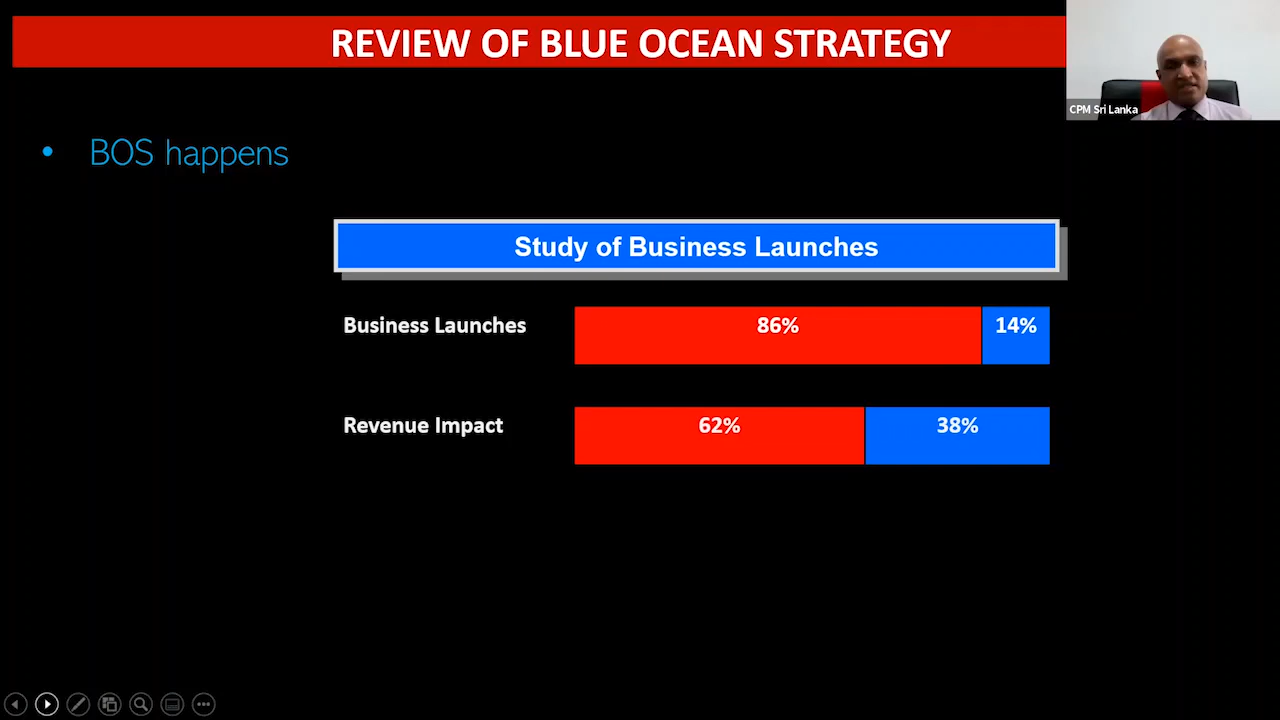 REVIEW OF BLUE OCEAN STRATEGY
CPM Sri Lanka
• BOS happens
Study of Business Launches
Business Launches 86% 14%
Revenue Impact 62% 38%